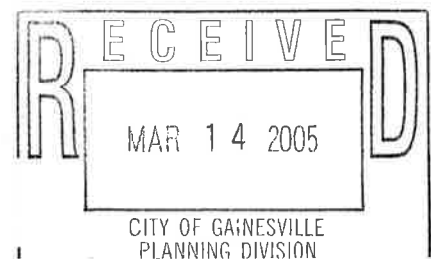 RECEIVED
MAR 14 2005
CITY OF GAINESVILLE
PLANNING DIVISION